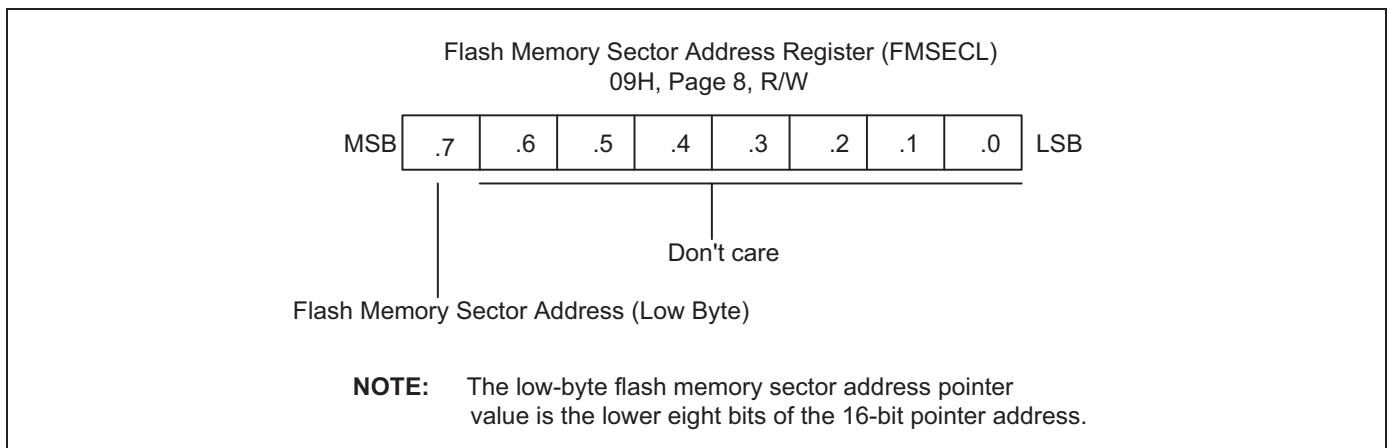 Flash Memory Sector Address Register (FMSECL)
09H, Page 8, R/W
MSB .7 .6 .5 .4 .3 .2 .1 .0 LSB
Don't care
Flash Memory Sector Address (Low Byte)
NOTE: The low-byte flash memory sector address pointer
value is the lower eight bits of the 16-bit pointer address.